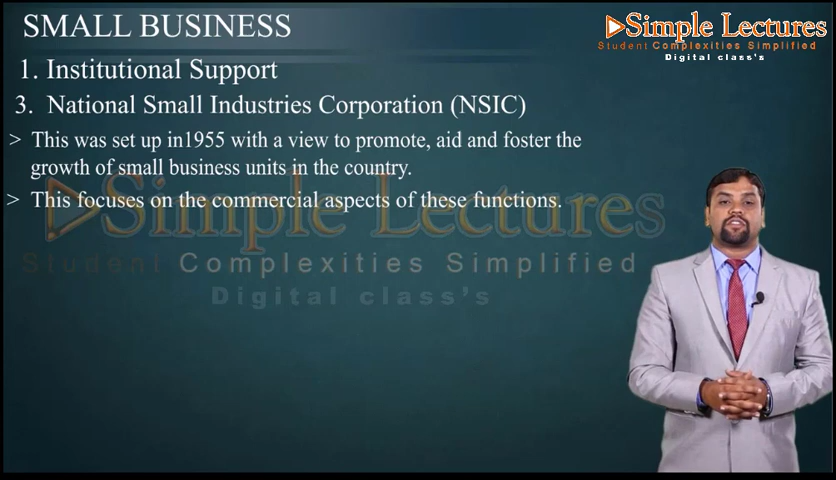 SMALL BUSINESS
Simple Lectures
Student Complexities Simplified
Digital class's
1. Institutional Support
3. National Small Industries Corporation (NSIC)
> This was set up in1955 with a view to promote, aid and foster the
growth of small business units in the country.
> This focuses on the commercial aspects of these functions.
Simple Lectures
Student Complexities Simplified
Digital class's